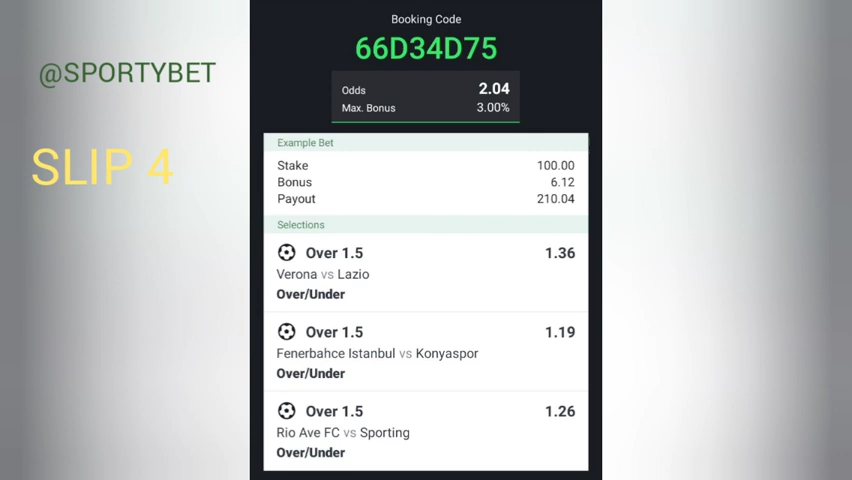 @SPORTYBET
SLIP 4
Booking Code
66D34D75
Odds 2.04
Max. Bonus 3.00%
Example Bet
Stake 100.00
Bonus 6.12
Payout 210.04
Selections
Over 1.5 1.36
Verona vs Lazio
Over/Under
Over 1.5 1.19
Fenerbahce Istanbul vs Konyaspor
Over/Under
Over 1.5 1.26
Rio Ave FC vs Sporting
Over/Under